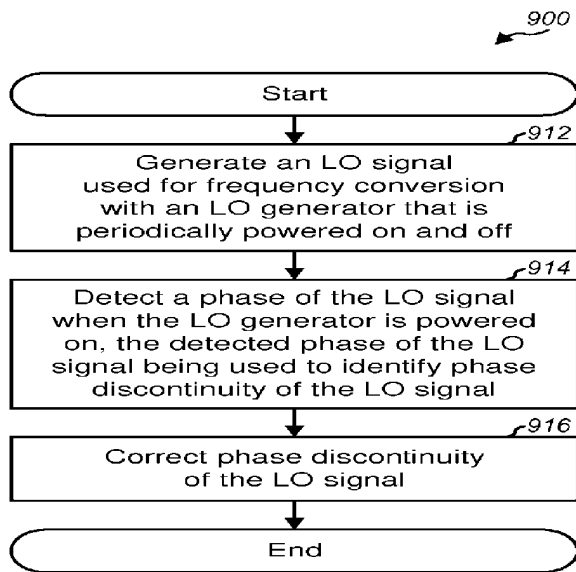 900
Start
912
Generate an LO signal
used for frequency conversion
with an LO generator that is
periodically powered on and off
914
Detect a phase of the LO signal
when the LO generator is powered
on, the detected phase of the LO
signal being used to identify phase
discontinuity of the LO signal
916
Correct phase discontinuity
of the LO signal
End